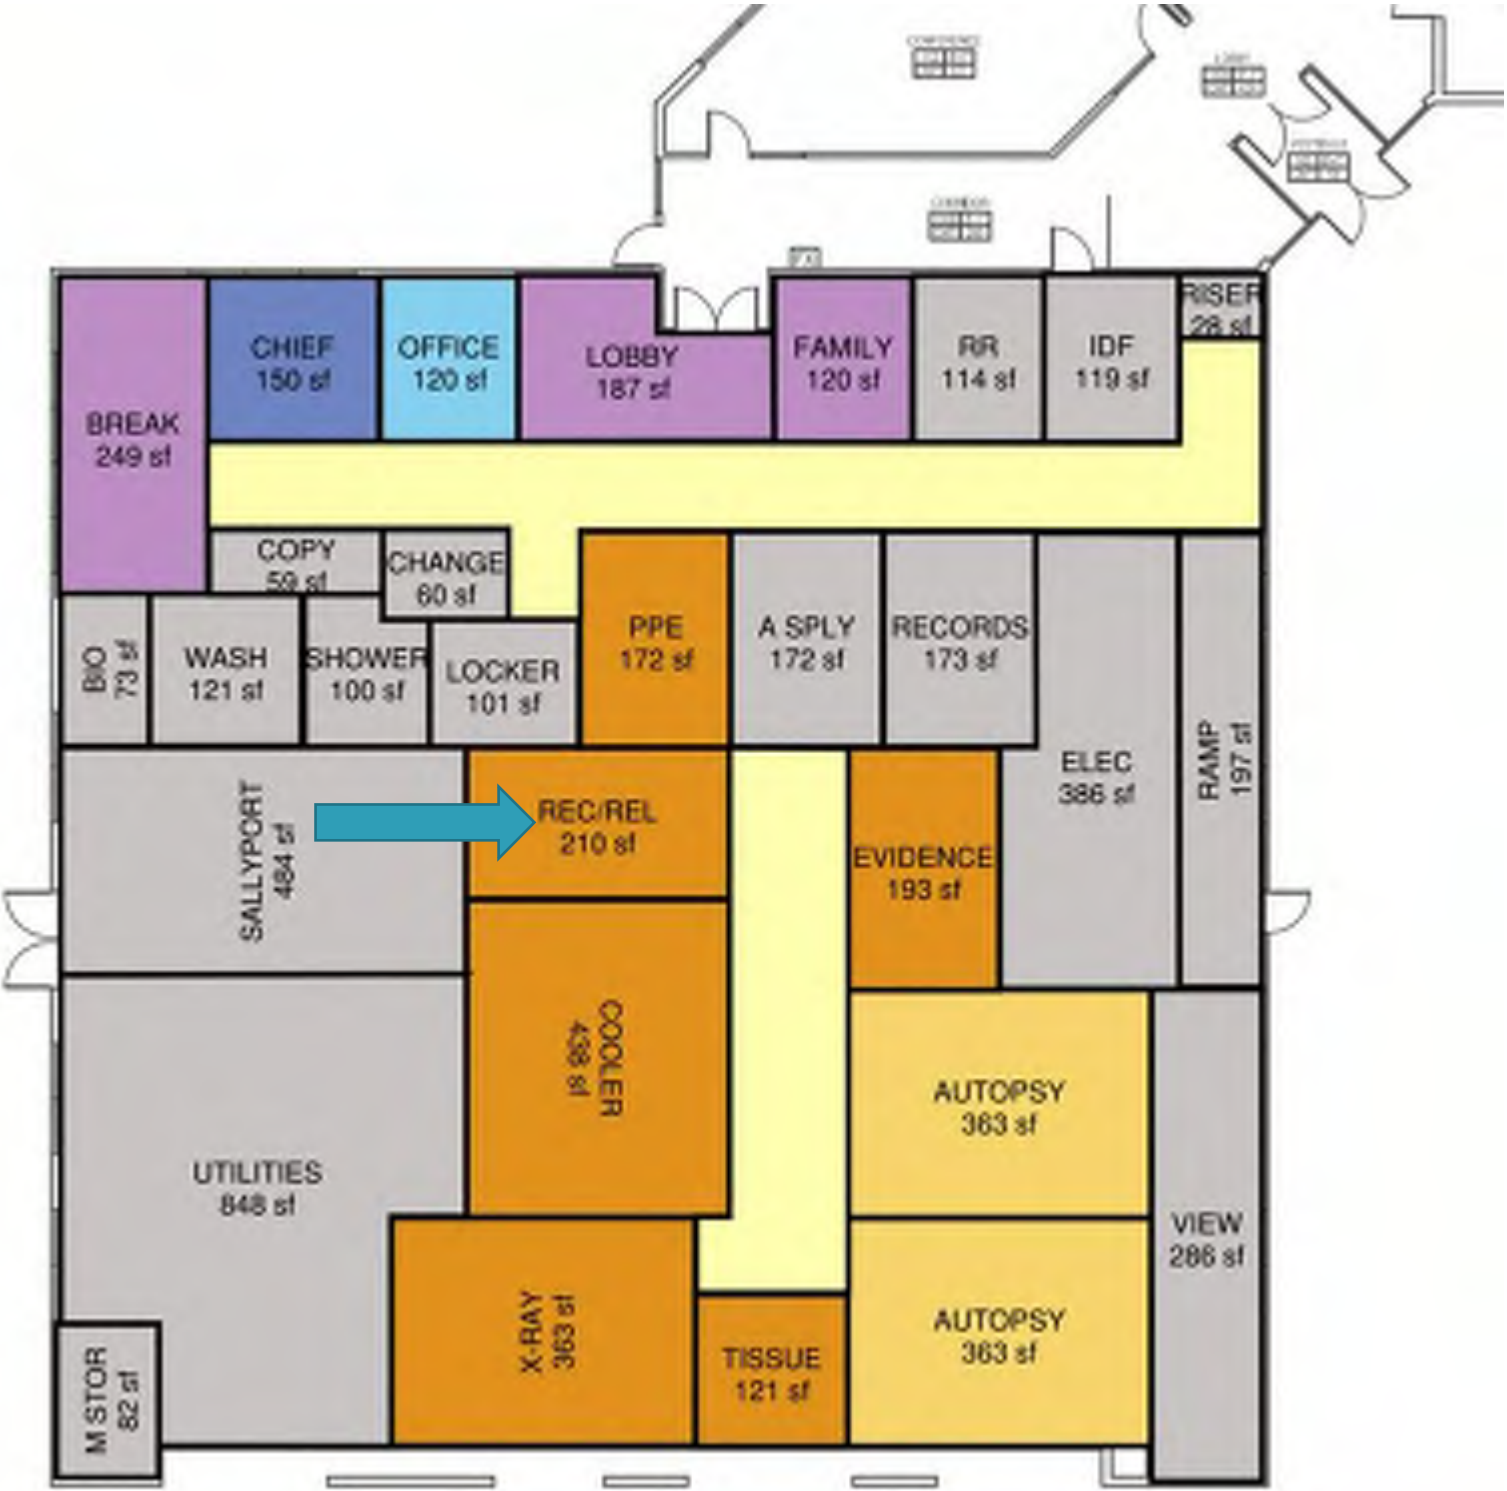 CHIEF
150 sf
OFFICE
120 sf
LOBBY
187 sf
FAMILY
120 sf
RR
114 sf
IDF
119 sf
RISER
28 sf
BREAK
249 sf
COPY
59 sf
CHANGE
60 sf
BIO
73 sf
WASH
121 sf
SHOWER
100 sf
LOCKER
101 sf
PPE
172 sf
A SPLY
172 sf
RECORDS
173 sf
ELEC
386 sf
RAMP
197 sf
SALLYPORT
484 sf
REC/REL
210 sf
EVIDENCE
193 sf
COOLER
438 sf
AUTOPSY
363 sf
UTILITIES
848 sf
VIEW
286 sf
X-RAY
363 sf
TISSUE
121 sf
AUTOPSY
363 sf
M STOR
82 sf